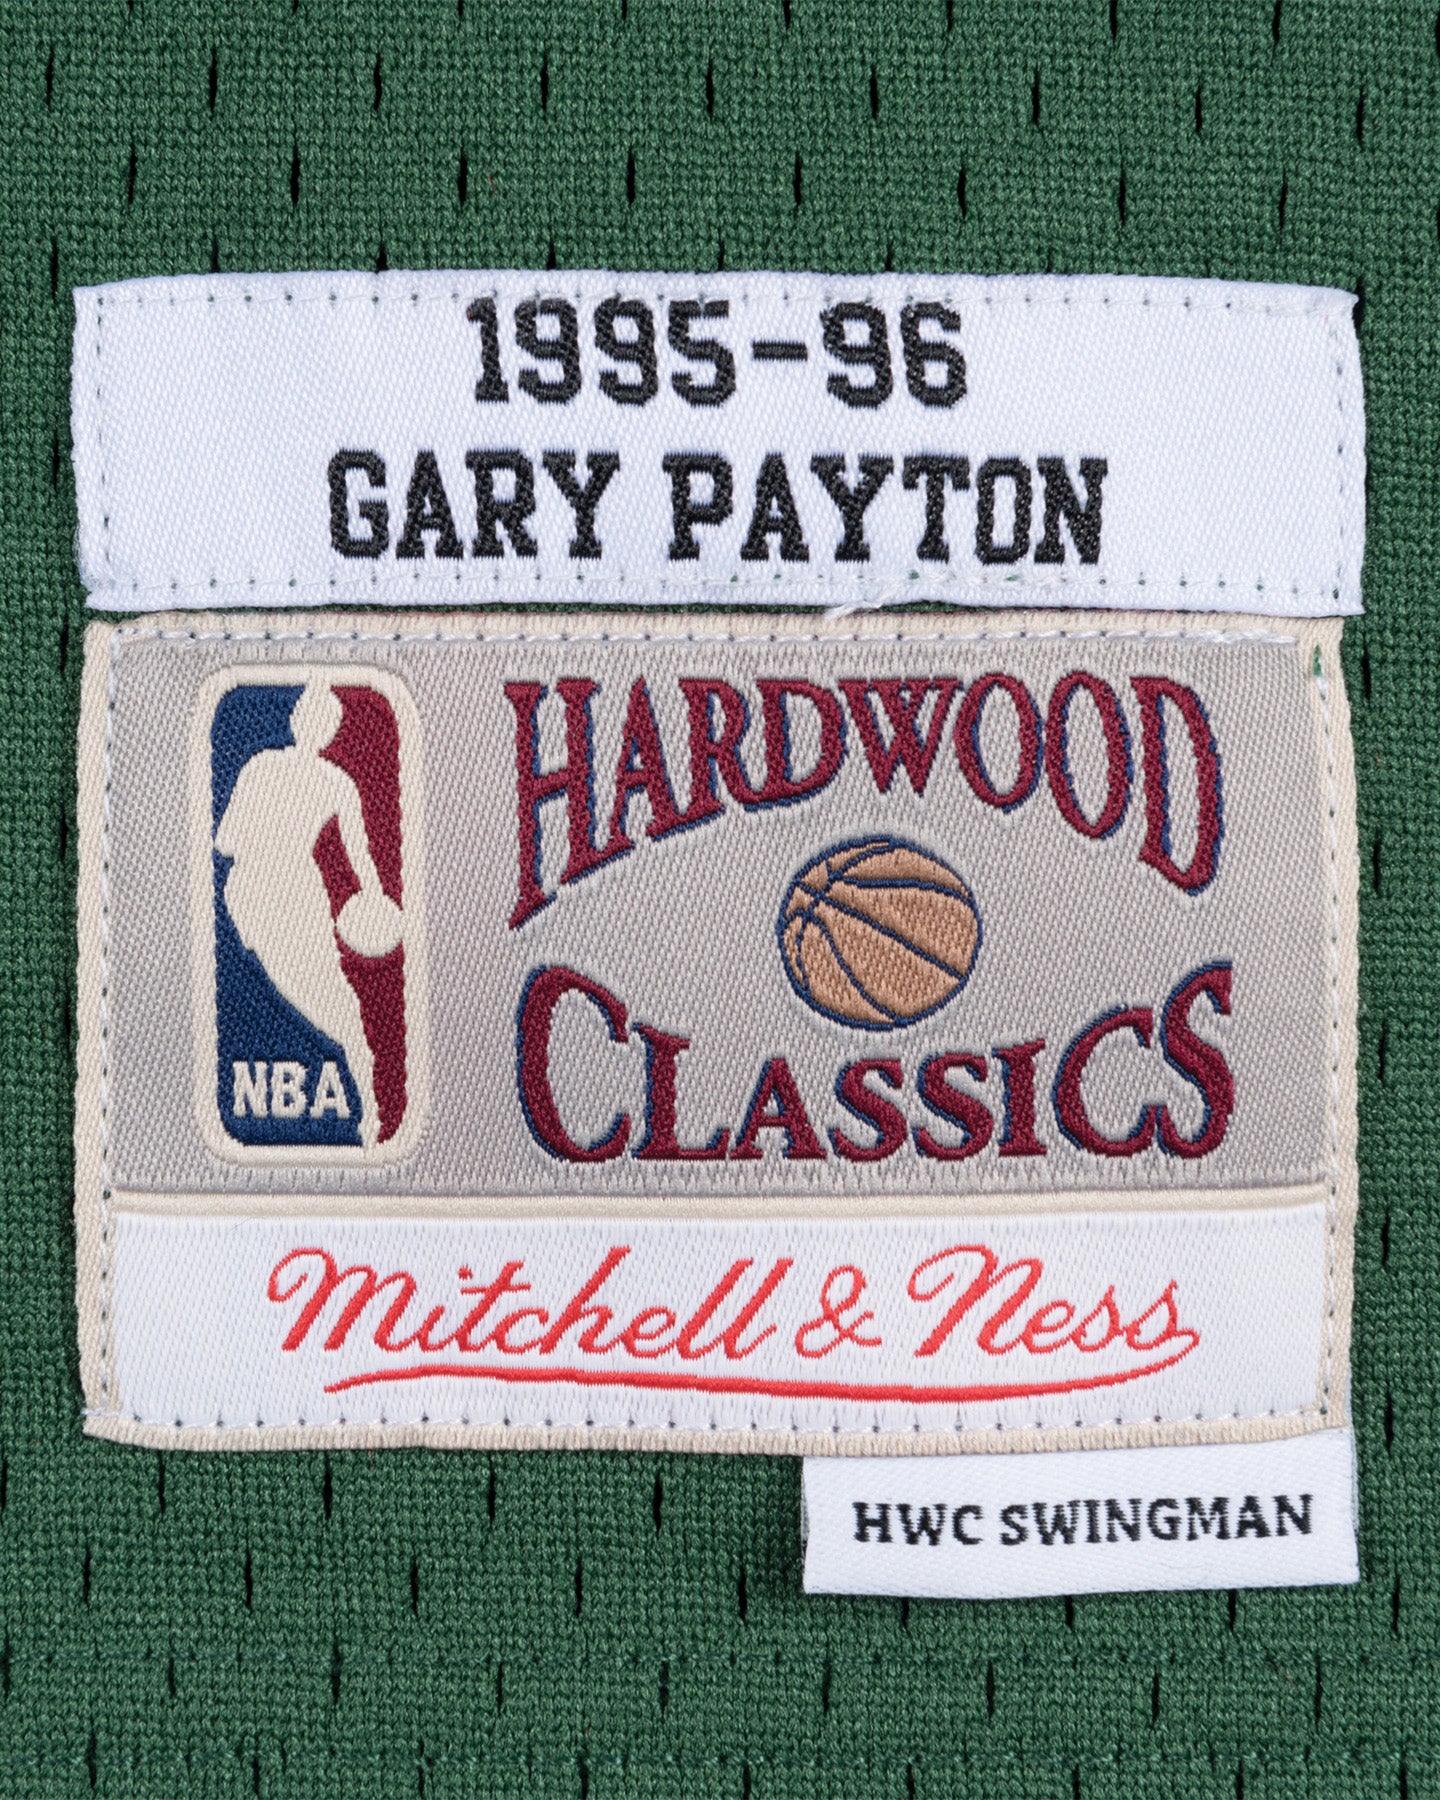 1995-96
GARY PAYTON
HARDWOOD
CLASSICS
NBA
Mitchell & Ness
HWC SWINGMAN